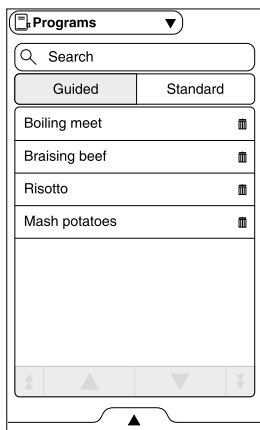 Programs
Search
Guided Standard
Boiling meet
Braising beef
Risotto
Mash potatoes